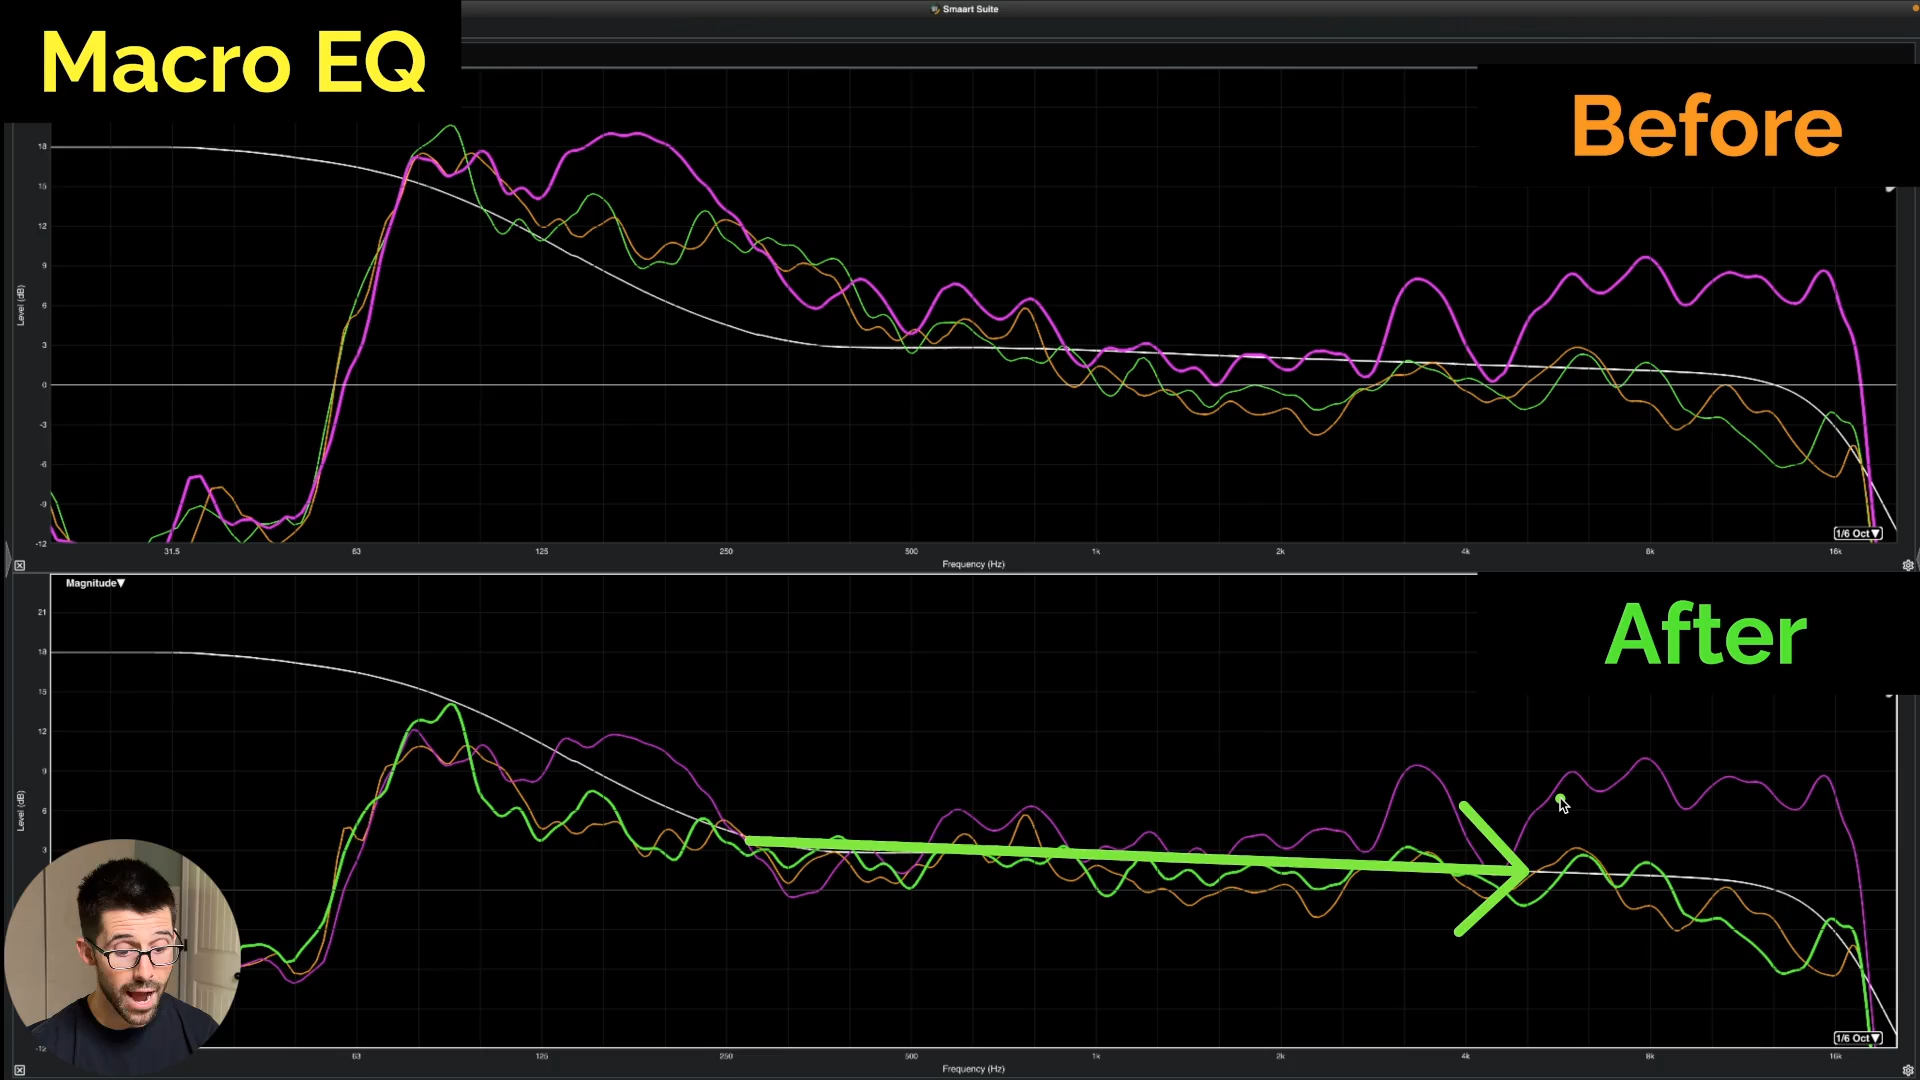 Smaart Suite
Macro EQ
Before
18
15
12
9
6
3
0
-3
-6
-9
-12
Level (dB)
1/6 Oct▼
31.5 63 125 250 500 1k 2k 4k 8k 16k
Frequency (Hz)
Magnitude▼
After
21
18
15
12
9
6
3
-12
Level (dB)
1/6 Oct▼
63 125 250 500 1k 2k 4k 8k 16k
Frequency (Hz)